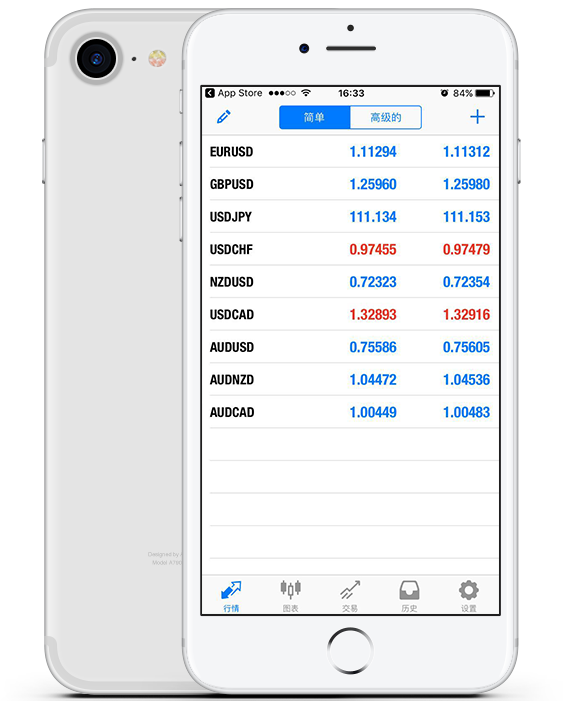 App Store 16:33 84%
简单 高级的
EURUSD 1.11294 1.11312
GBPUSD 1.25960 1.25980
USDJPY 111.134 111.153
USDCHF 0.97455 0.97479
NZDUSD 0.72323 0.72354
USDCAD 1.32893 1.32916
AUDUSD 0.75586 0.75605
AUDNZD 1.04472 1.04536
AUDCAD 1.00449 1.00483
Designed by
Model
行情 图表 交易 历史 设置